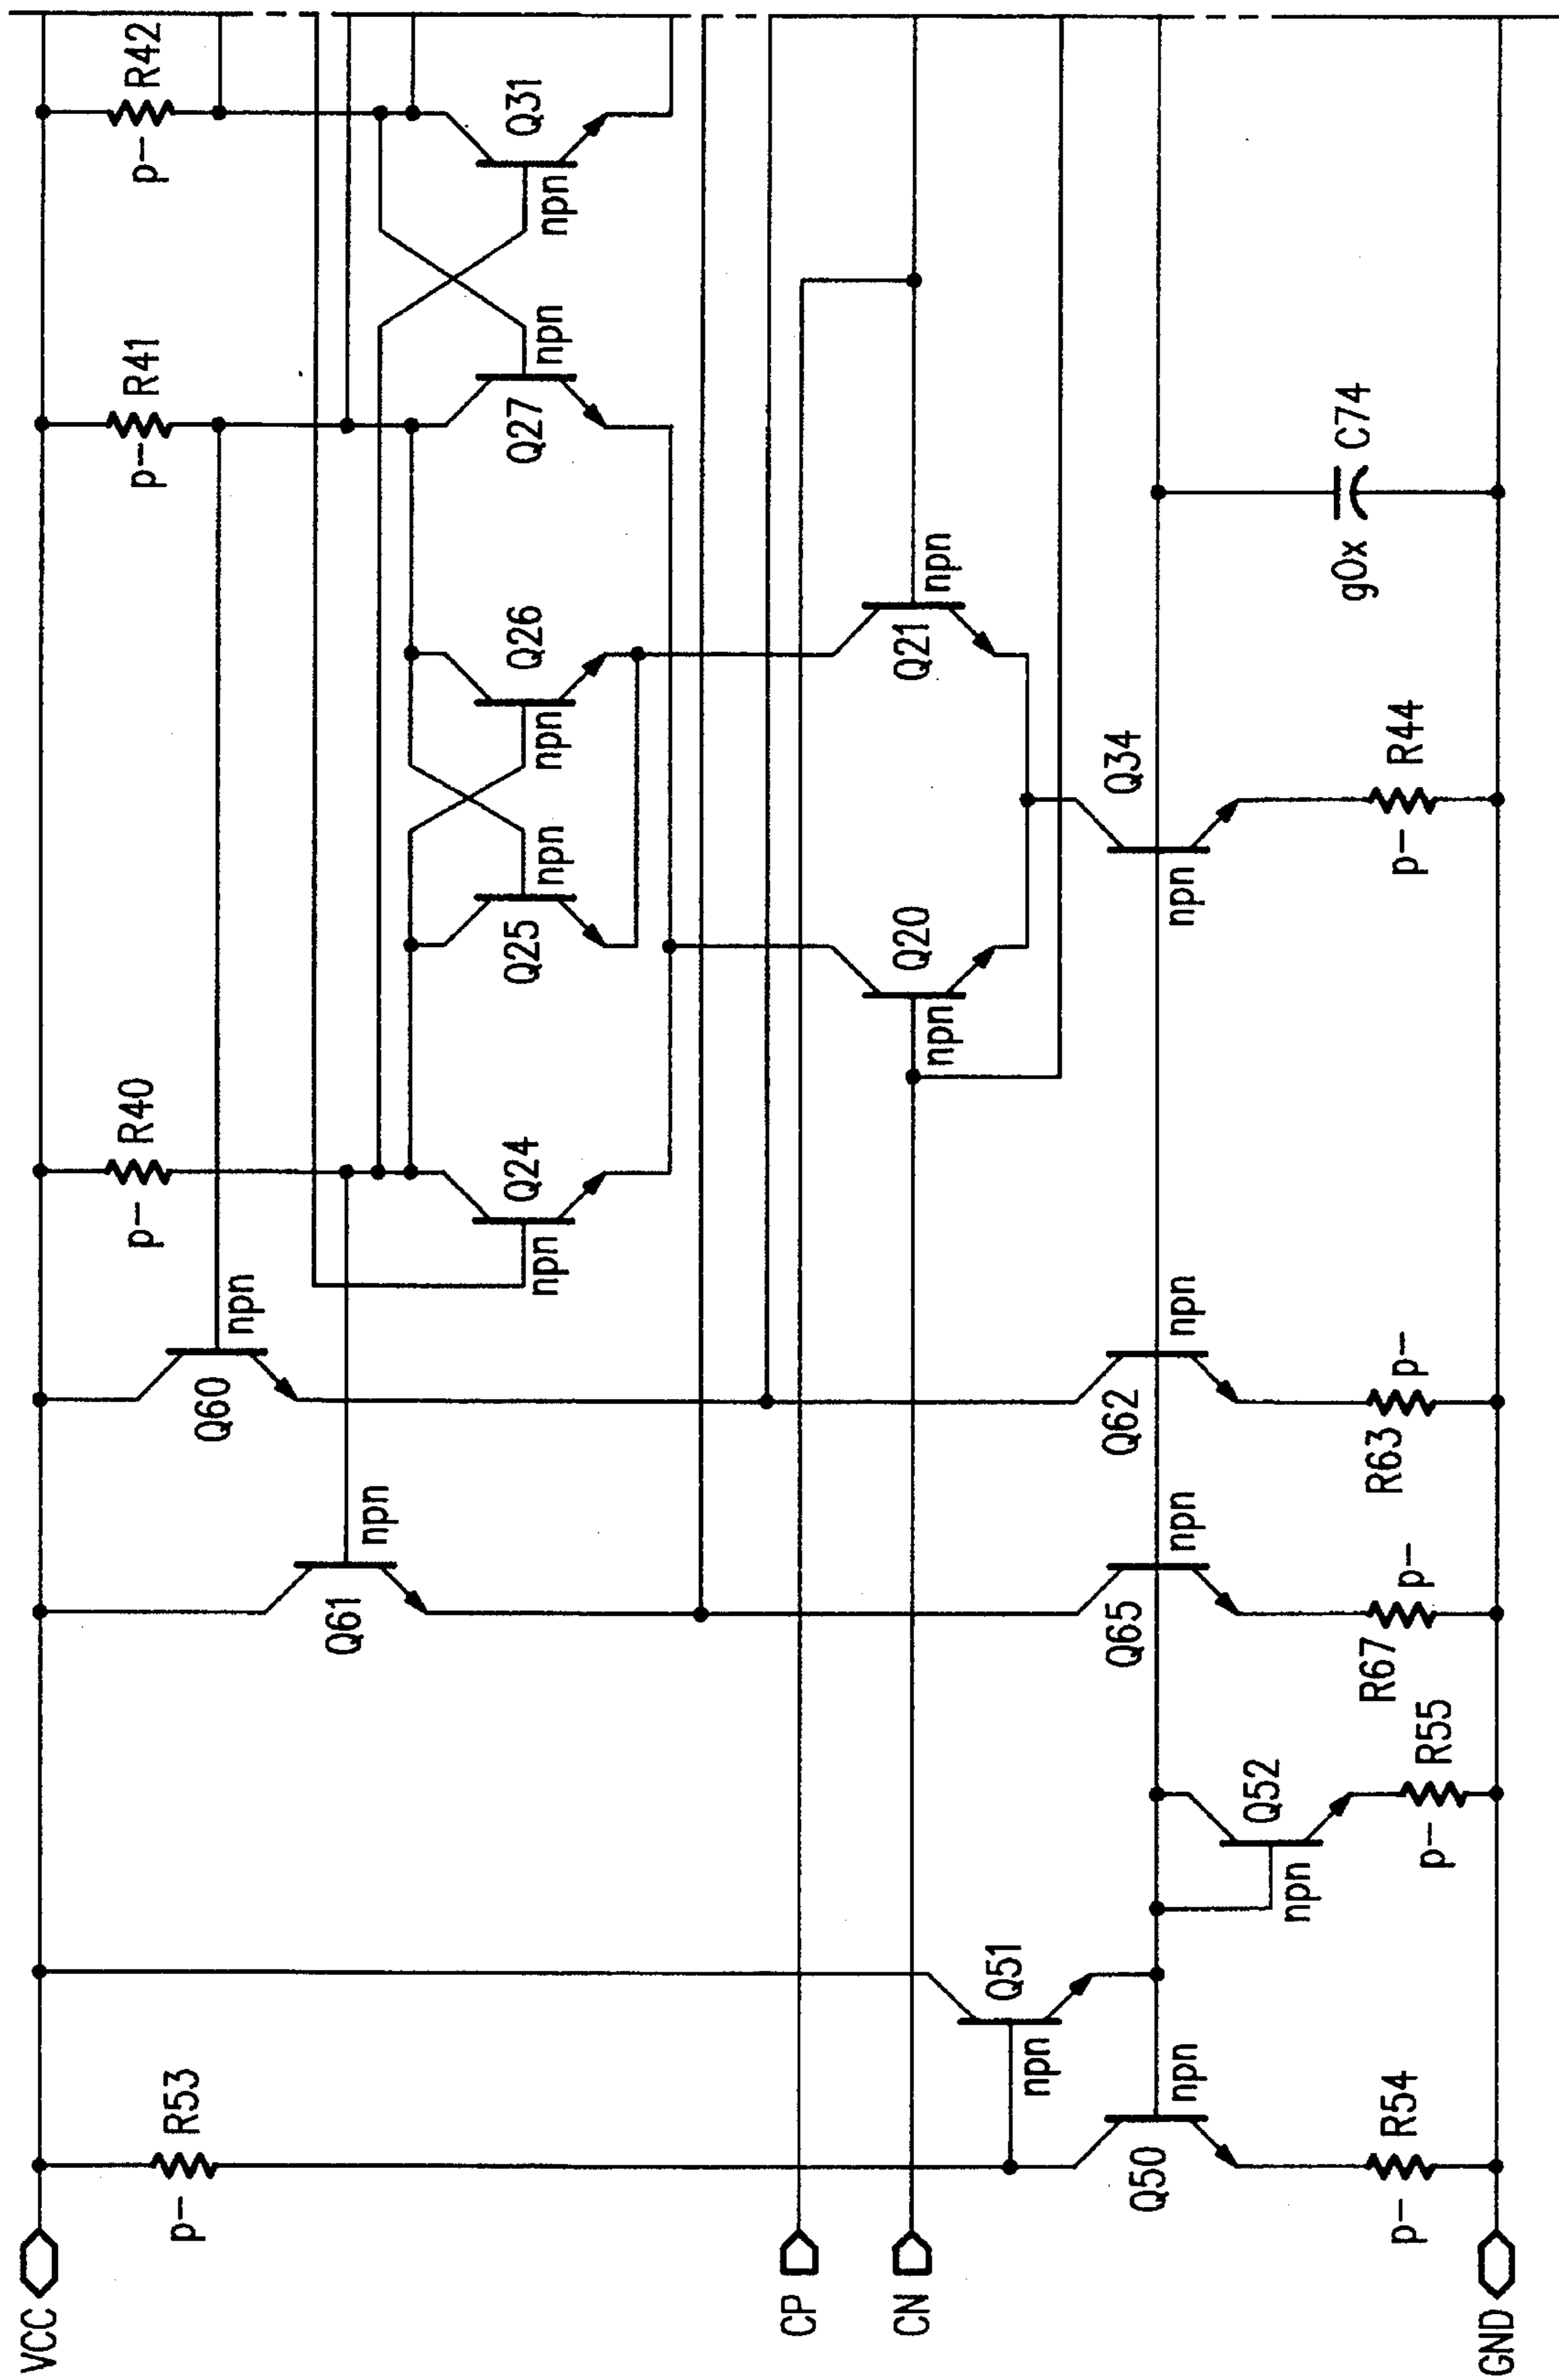 VCC
p-
R53
CP
CN
GND
Q50
npn
p-
R54
npn
Q51
npn
Q52
p-
R55
Q61
npn
Q65
npn
R67
p-
Q60
npn
Q62
npn
R63
p-
p-
R40
npn
Q24
Q25
npn
npn
Q26
npn
Q20
Q21
npn
npn
Q34
p-
R44
p-
R41
Q27
npn
gOx
C74
p-
R42
npn
Q31